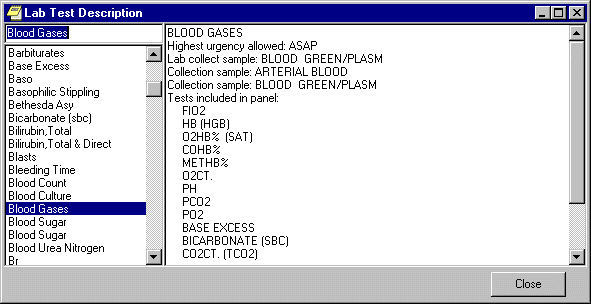 Lab Test Description
Blood Gases
Barbiturates
Base Excess
Baso
Basophilic Stippling
Bethesda Asy
Bicarbonate (sbc)
Bilirubin,Total
Bilirubin,Total & Direct
Blasts
Bleeding Time
Blood Count
Blood Culture
Blood Gases
Blood Sugar
Blood Sugar
Blood Urea Nitrogen
Br
BLOOD GASES
Highest urgency allowed: ASAP
Lab collect sample: BLOOD  GREEN/PLASM
Collection sample: ARTERIAL BLOOD
Collection sample: BLOOD  GREEN/PLASM
Tests included in panel:
FIO2
HB (HGB)
O2HB%  (SAT)
COHB%
METHB%
O2CT.
PH
PCO2
PO2
BASE EXCESS
BICARBONATE (SBC)
CO2CT. (TCO2)
Close